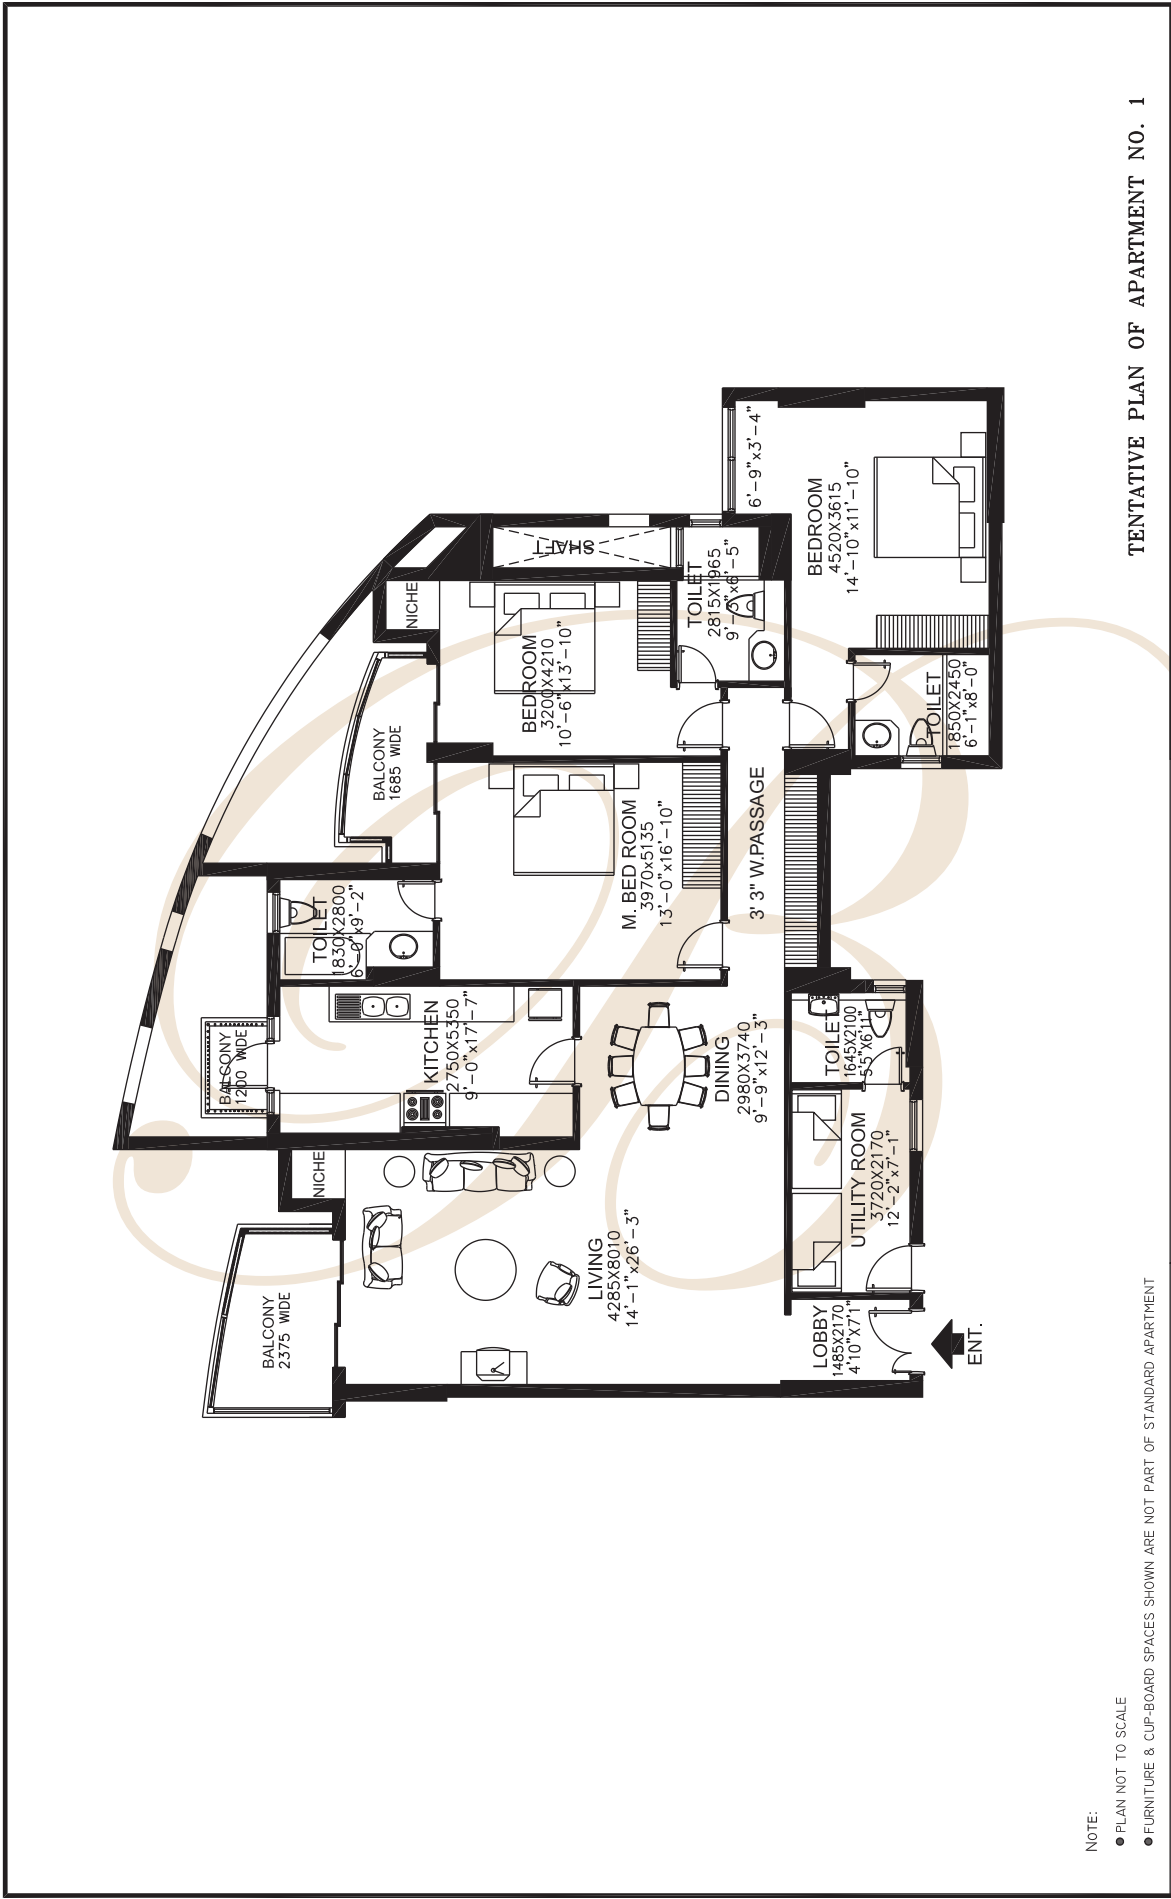 TENTATIVE PLAN OF APARTMENT NO. 1
BALCONY
2375 WIDE
NICHE
BALCONY
1200 WIDE
TOILET
1830X2800
6'-0"x9'-2"
BALCONY
1685 WIDE
NICHE
KITCHEN
2750X5350
9'-0"x17'-7"
BEDROOM
3200X4210
10'-6"x13'-10"
SHAFT
LIVING
4285X8010
14'-1"x26'-3"
M. BED ROOM
3970x5135
13'-0"x16'-10"
TOILET
2815X1965
9'-3"x6'-5"
DINING
2980X3740
9'-9"x12'-3"
3' 3" W.PASSAGE
6'-9"x3'-4"
BEDROOM
4520X3615
14'-10"x11'-10"
LOBBY
1485X2170
4'10"X7'1"
UTILITY ROOM
3720X2170
12'-2"x7'-1"
TOILET
1645X2100
5'5"X6'11"
TOILET
1850X2450
6'-1"x8'-0"
ENT.
NOTE:
● PLAN NOT TO SCALE
● FURNITURE & CUP-BOARD SPACES SHOWN ARE NOT PART OF STANDARD APARTMENT